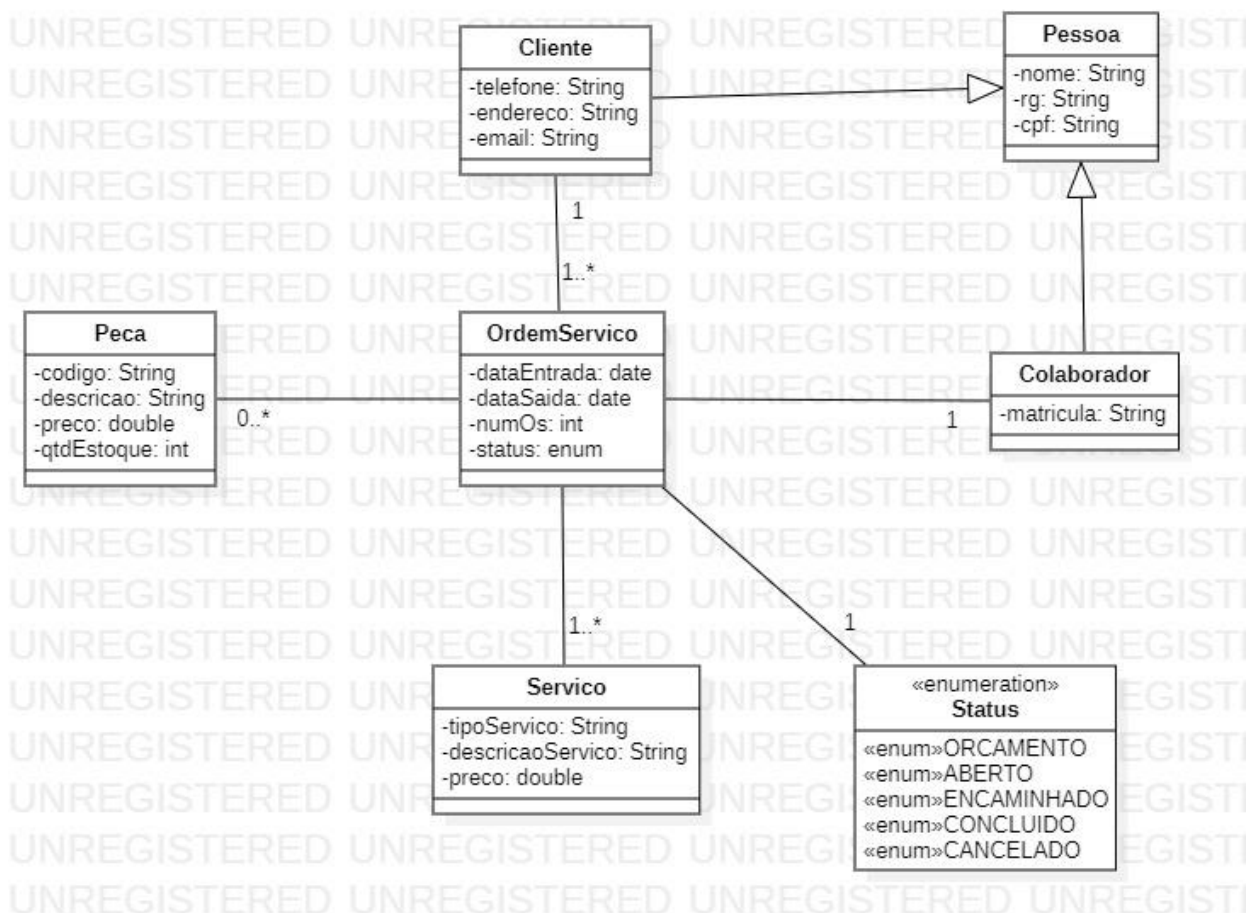 UNREGISTERED UNREGISTERED
Cliente
-telefone: String
-endereco: String
-email: String
Pessoa
-nome: String
-rg: String
-cpf: String
1
1..*
Peca
-codigo: String
-descricao: String
-preco: double
-qtdEstoque: int
0..*
OrdemServico
-dataEntrada: date
-dataSaida: date
-numOs: int
-status: enum
1
Colaborador
-matricula: String
1..*
1
Servico
-tipoServico: String
-descricaoServico: String
-preco: double
«enumeration»
Status
«enum»ORCAMENTO
«enum»ABERTO
«enum»ENCAMINHADO
«enum»CONCLUIDO
«enum»CANCELADO